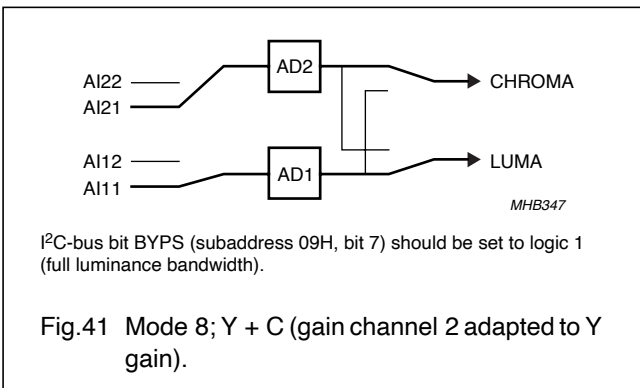 AI22
AI21
AD2
CHROMA
AI12
AI11
AD1
LUMA
MHB347
I²C-bus bit BYPS (subaddress 09H, bit 7) should be set to logic 1
(full luminance bandwidth).
Fig.41 Mode 8; Y + C (gain channel 2 adapted to Y
gain).